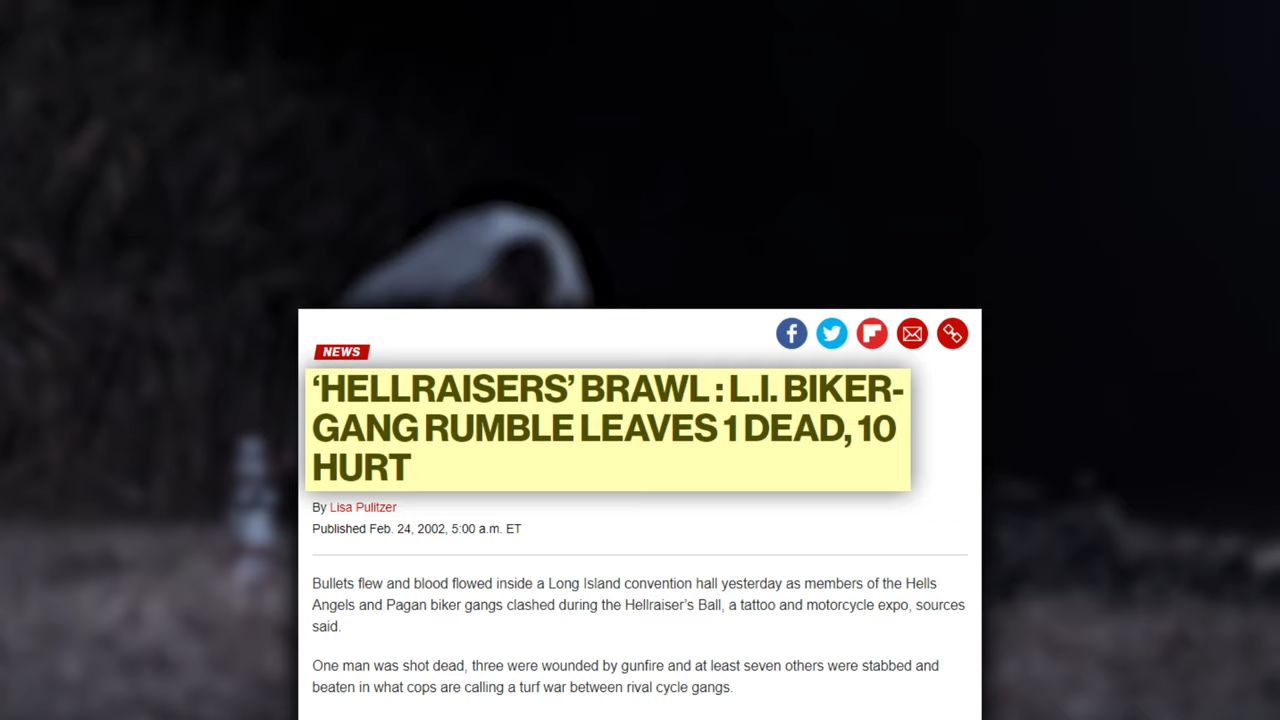 NEWS
‘HELLRAISERS’ BRAWL : L.I. BIKER-
GANG RUMBLE LEAVES 1 DEAD, 10
HURT
By Lisa Pulitzer
Published Feb. 24, 2002, 5:00 a.m. ET
Bullets flew and blood flowed inside a Long Island convention hall yesterday as members of the Hells
Angels and Pagan biker gangs clashed during the Hellraiser’s Ball, a tattoo and motorcycle expo, sources
said.
One man was shot dead, three were wounded by gunfire and at least seven others were stabbed and
beaten in what cops are calling a turf war between rival cycle gangs.